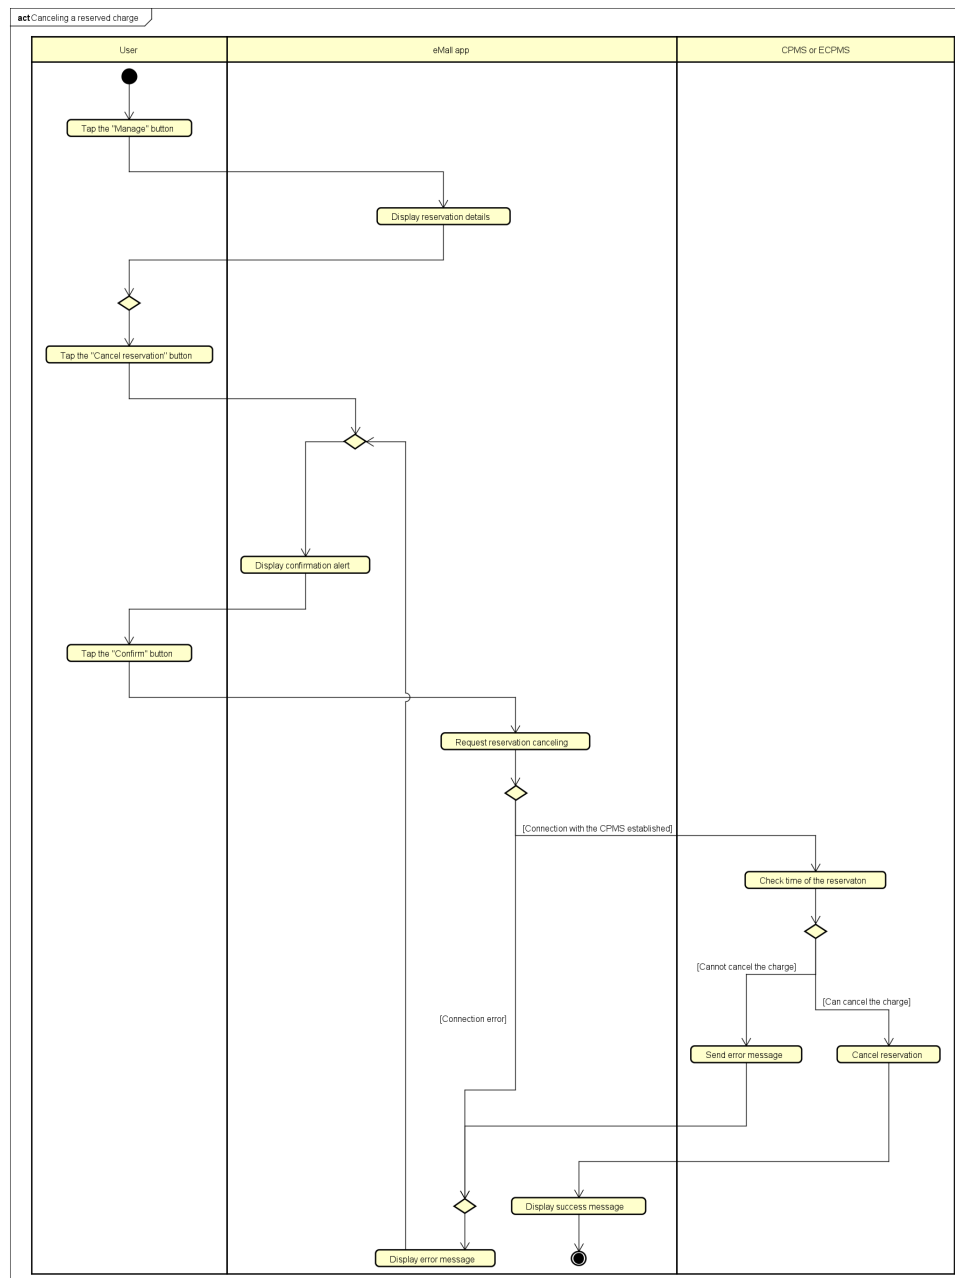 act Canceling a reserved charge
User
eMall app
CPMS or ECPMS
Tap the "Manage" button
Display reservation details
Tap the "Cancel reservation" button
Display confirmation alert
Tap the "Confirm" button
Request reservation canceling
[Connection with the CPMS established]
Check time of the reservaton
[Cannot cancel the charge]
[Can cancel the charge]
[Connection error]
Send error message
Cancel reservation
Display success message
Display error message